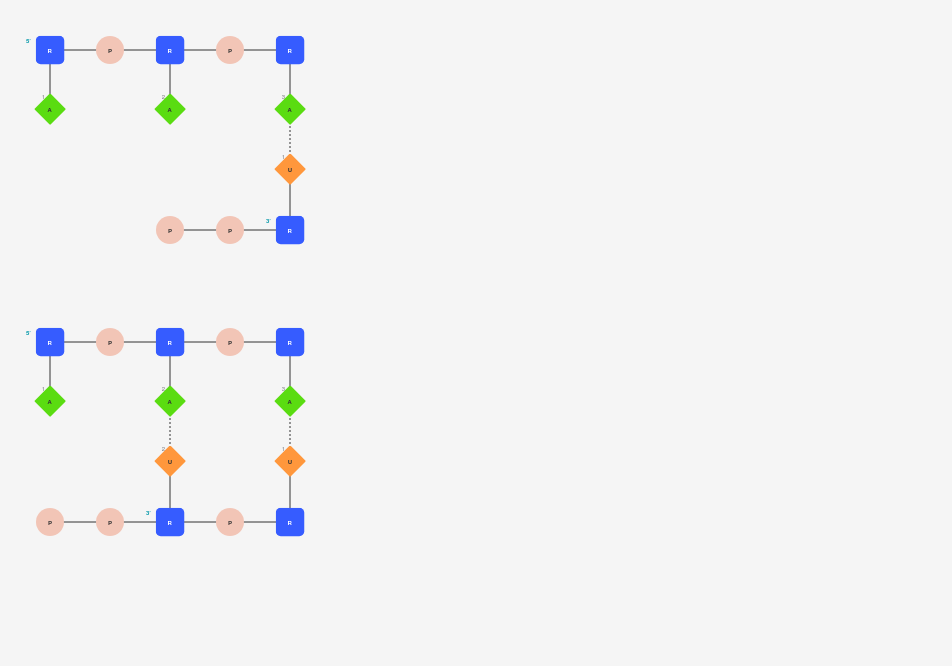 5' R P R P R
1 2 3
A A A
1
U
3'
P P R
5' R P R P R
1 2 3
A A A
2 1
U U
3'
P P R P R